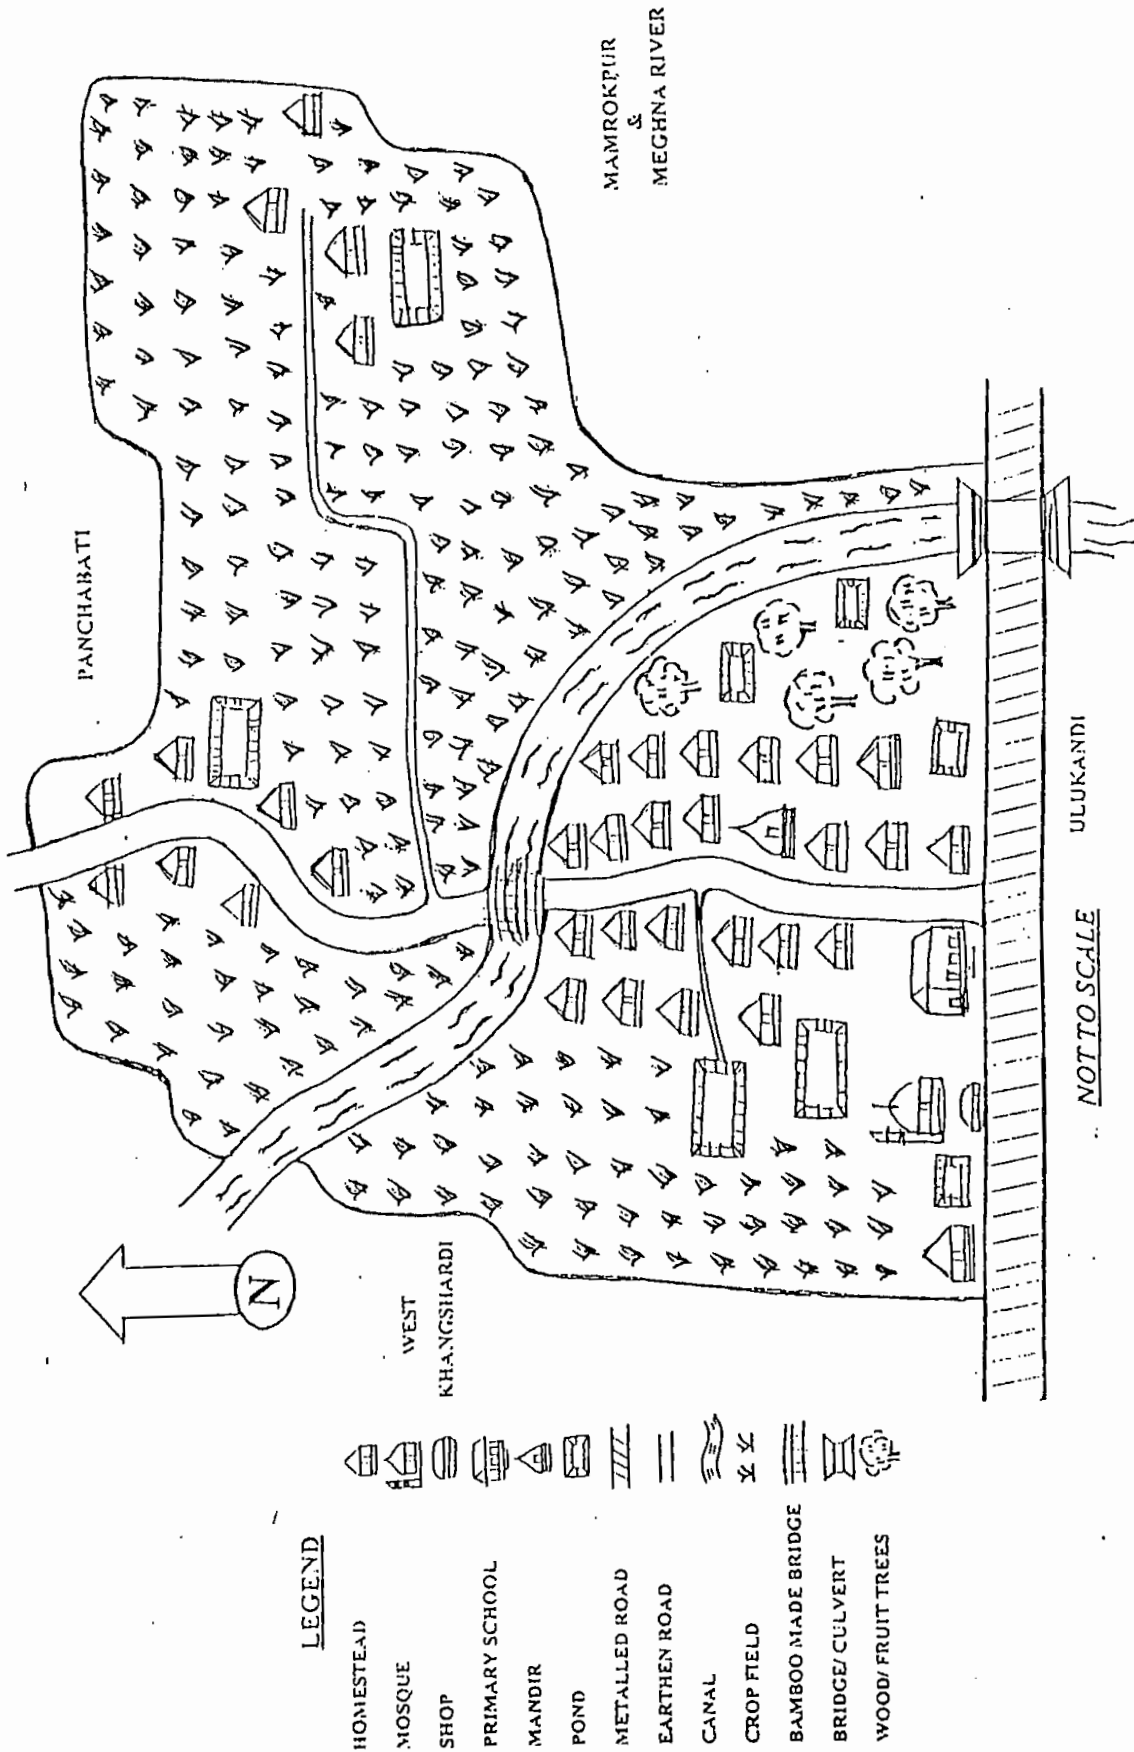 PANCHABATI
MAMROKPUR
&
MEGHNA RIVER
N
WEST
KHANGSHARDI
ULUKANDI
NOT TO SCALE
LEGEND
HOMESTEAD
MOSQUE
SHOP
PRIMARY SCHOOL
MANDIR
POND
METALLED ROAD
EARTHEN ROAD
CANAL
CROP FIELD
BAMBOO MADE BRIDGE
BRIDGE/ CULVERT
WOOD/ FRUIT TREES